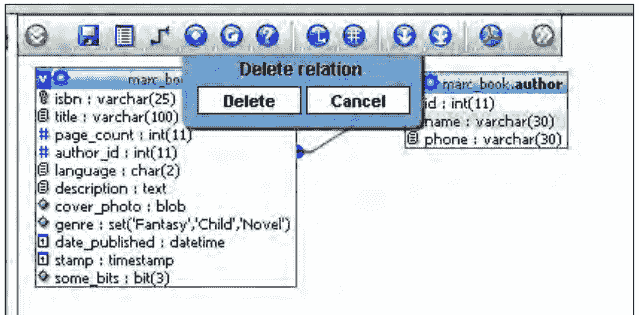 Delete relation
Delete Cancel
marc_bo
isbn : varchar(25)
title : varchar(100)
page_count : int(11)
author_id : int(11)
language : char(2)
description : text
cover_photo : blob
genre : set('Fantasy','Child','Novel')
date_published : datetime
stamp : timestamp
some_bits : bit(3)
marc_book.author
id : int(11)
name : varchar(30)
phone : varchar(30)